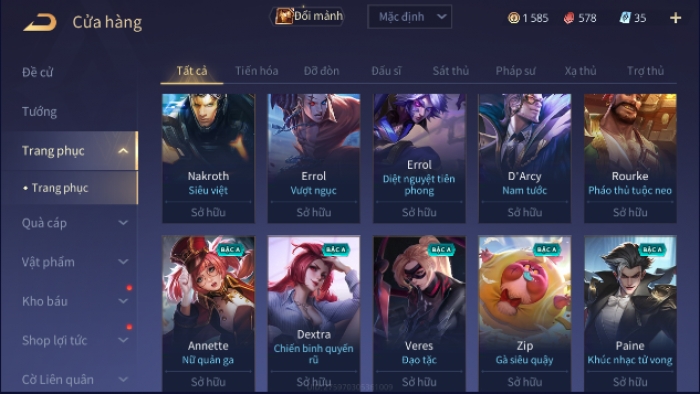 Cửa hàng
Đổi mảnh
Mặc định
1 585
578
35
Đề cử
Tướng
Trang phục
• Trang phục
Quà cáp
Vật phẩm
Kho báu
Shop lợi tức
Cờ Liên quân
Tất cả
Tiến hóa
Đỡ đòn
Đấu sĩ
Sát thủ
Pháp sư
Xạ thủ
Trợ thủ
Nakroth
Siêu việt
Sở hữu
Errol
Vượt ngục
Sở hữu
Errol
Diệt nguyệt tiên
phong
Sở hữu
D'Arcy
Nam tước
Sở hữu
Rourke
Pháo thủ tuộc neo
Sở hữu
BẬC A
Annette
Nữ quản ga
Sở hữu
BẬC A
Dextra
Chiến binh quyến
rũ
Sở hữu
BẬC A
Veres
Đạo tặc
Sở hữu
BẬC A
Zip
Gà siêu quậy
Sở hữu
BẬC A
Paine
Khúc nhạc tử vong
Sở hữu